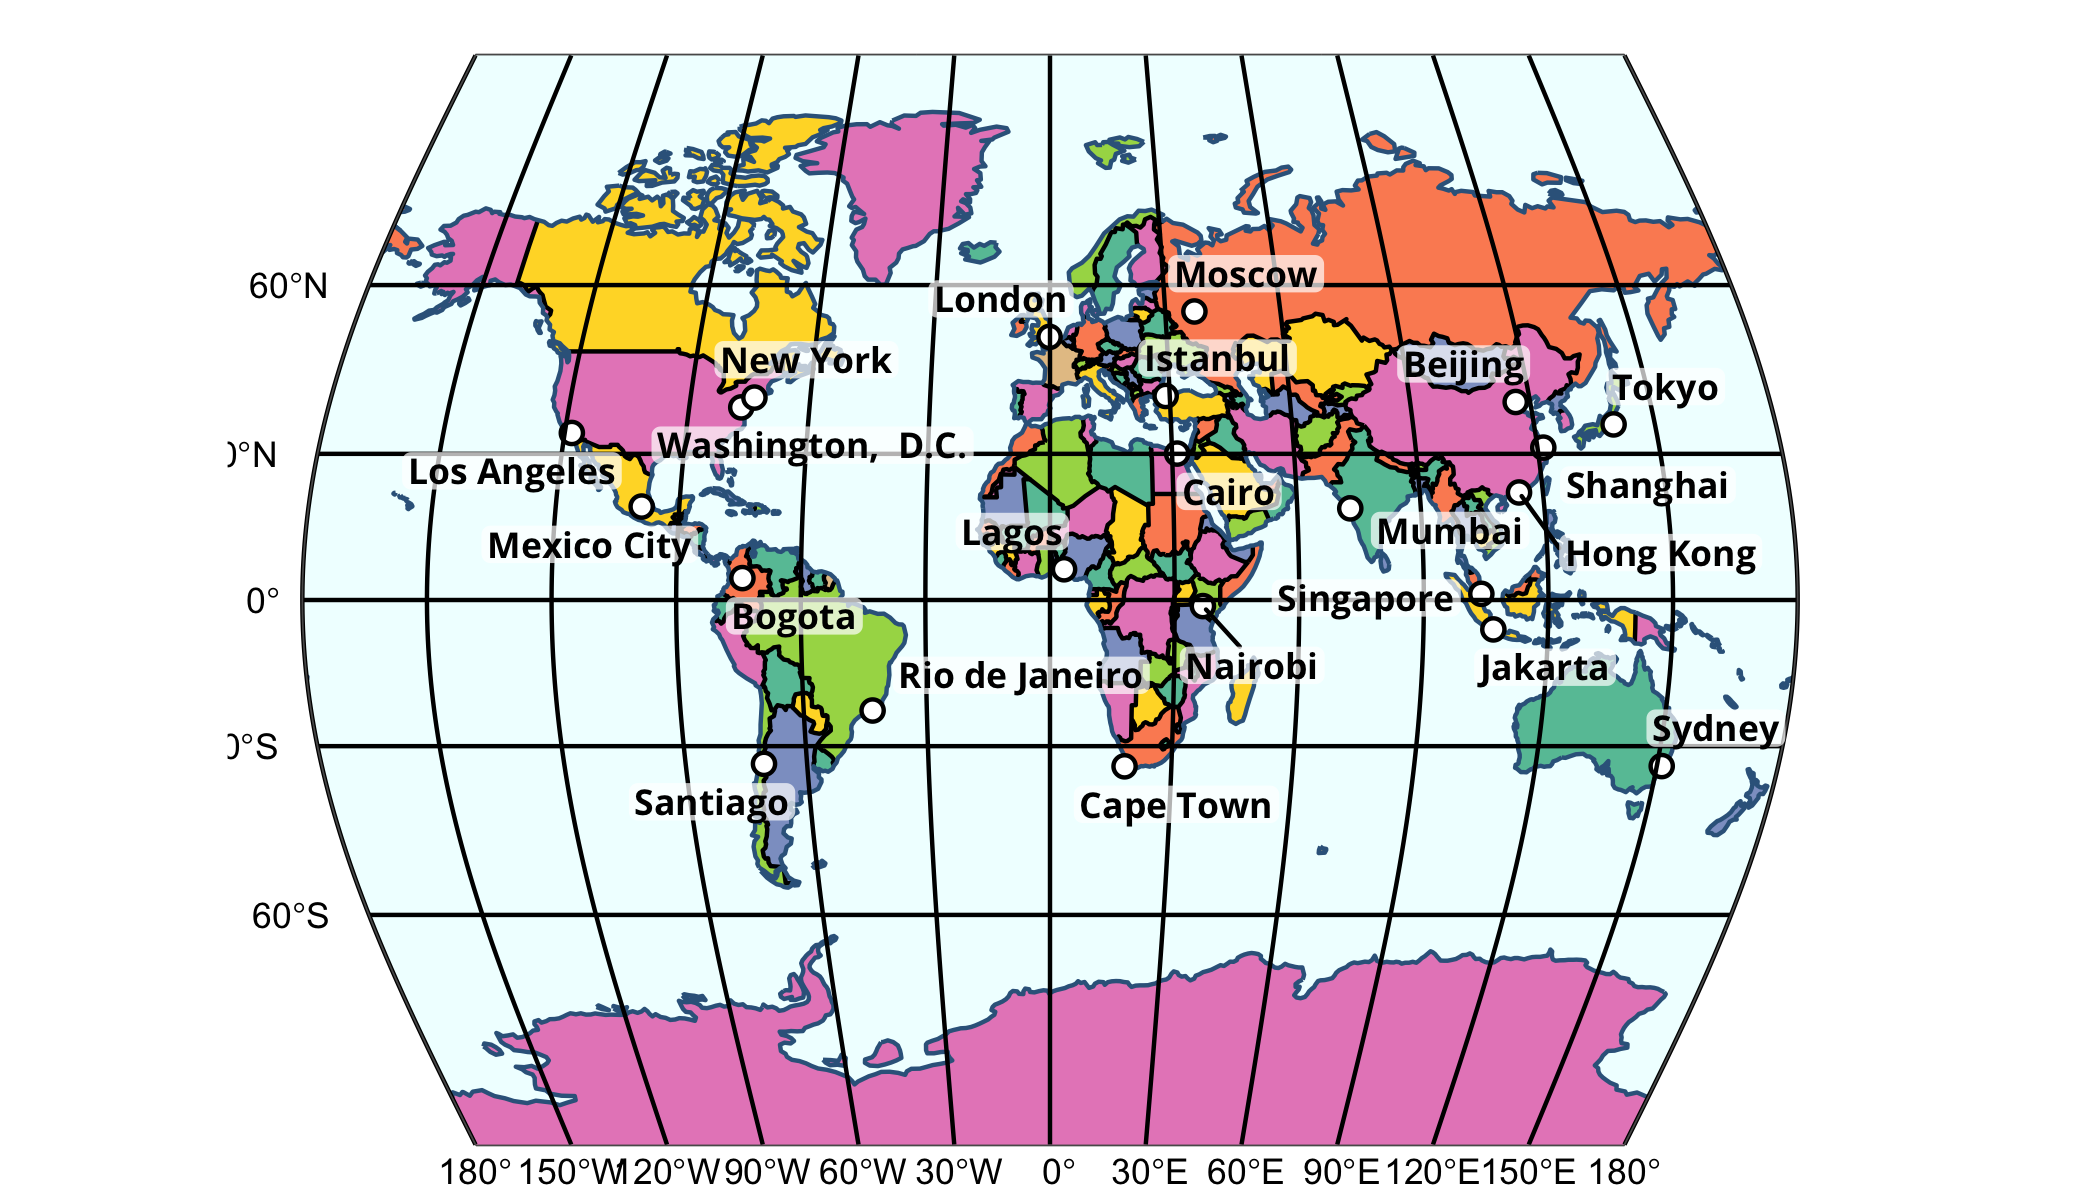 Moscow
60°N
London
New York
Istanbul
Beijing
Tokyo
Washington, D.C.
0°N
Los Angeles
Cairo
Shanghai
Lagos
Mumbai
Mexico City
Hong Kong
0°
Singapore
Bogota
Nairobi
Jakarta
Rio de Janeiro
Sydney
0°S
Santiago
Cape Town
60°S
180° 150°W 120°W 90°W 60°W 30°W 0° 30°E 60°E 90°E 120°E 150°E 180°